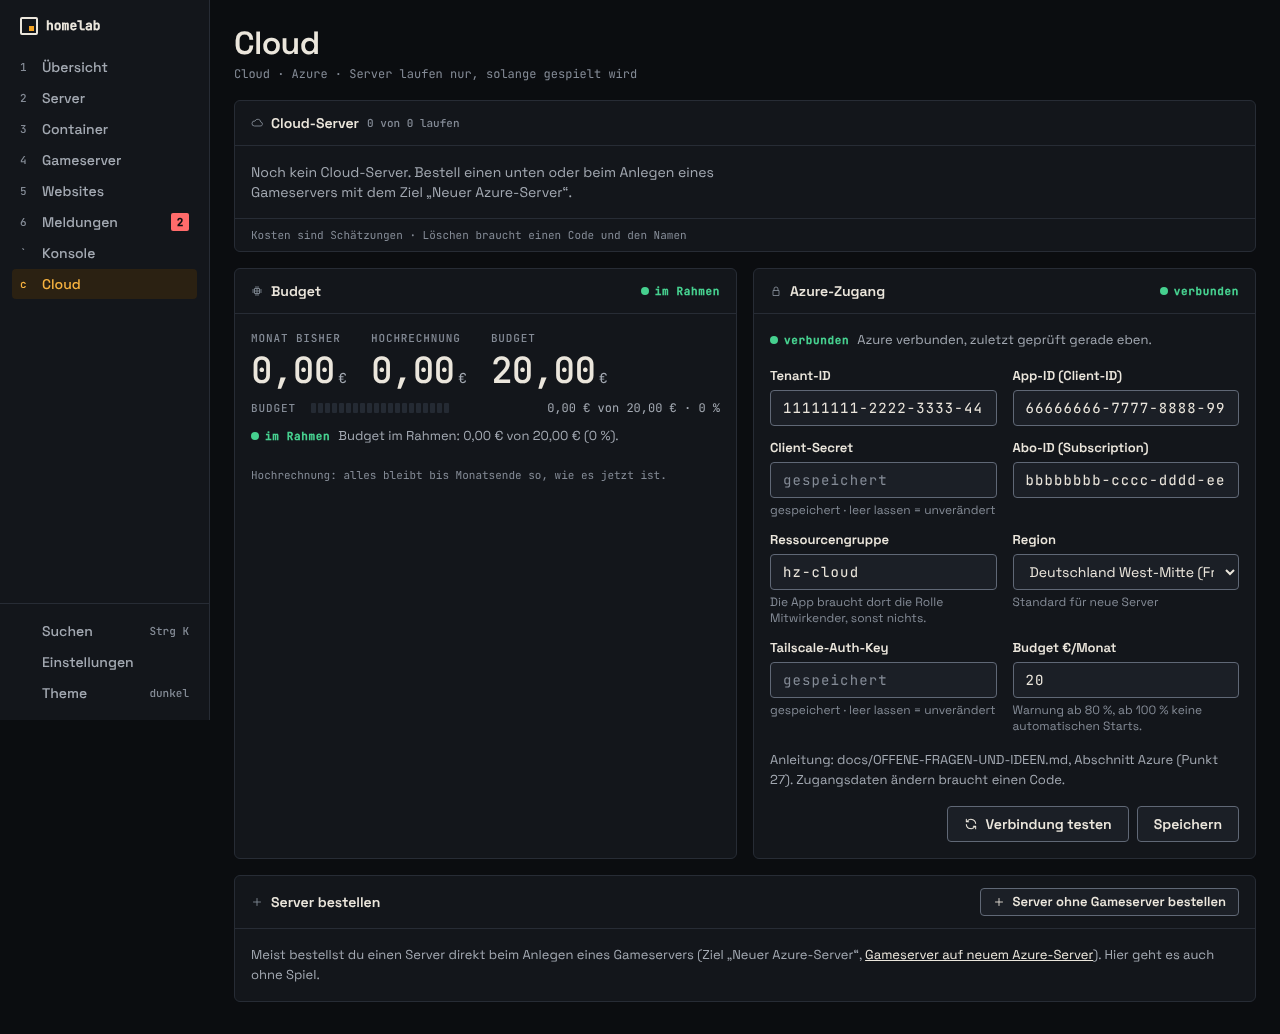 homelab
1 Übersicht
2 Server
3 Container
4 Gameserver
5 Websites
6 Meldungen 2
` Konsole
c Cloud
Suchen Strg K
Einstellungen
Theme dunkel
Cloud
Cloud · Azure · Server laufen nur, solange gespielt wird
Cloud-Server 0 von 0 laufen
Noch kein Cloud-Server. Bestell einen unten oder beim Anlegen eines
Gameservers mit dem Ziel „Neuer Azure-Server“.
Kosten sind Schätzungen · Löschen braucht einen Code und den Namen
Budget im Rahmen
MONAT BISHER HOCHRECHNUNG BUDGET
0,00 € 0,00 € 20,00 €
BUDGET 0,00 € von 20,00 € · 0 %
im Rahmen Budget im Rahmen: 0,00 € von 20,00 € (0 %).
Hochrechnung: alles bleibt bis Monatsende so, wie es jetzt ist.
Azure-Zugang verbunden
verbunden Azure verbunden, zuletzt geprüft gerade eben.
Tenant-ID App-ID (Client-ID)
11111111-2222-3333-44 66666666-7777-8888-99
Client-Secret Abo-ID (Subscription)
gespeichert bbbbbbbb-cccc-dddd-ee
gespeichert · leer lassen = unverändert
Ressourcengruppe Region
hz-cloud Deutschland West-Mitte (Fr
Die App braucht dort die Rolle Standard für neue Server
Mitwirkender, sonst nichts.
Tailscale-Auth-Key Budget €/Monat
gespeichert 20
gespeichert · leer lassen = unverändert Warnung ab 80 %, ab 100 % keine
automatischen Starts.
Anleitung: docs/OFFENE-FRAGEN-UND-IDEEN.md, Abschnitt Azure (Punkt
27). Zugangsdaten ändern braucht einen Code.
Verbindung testen Speichern
Server bestellen + Server ohne Gameserver bestellen
Meist bestellst du einen Server direkt beim Anlegen eines Gameservers (Ziel „Neuer Azure-Server“, Gameserver auf neuem Azure-Server). Hier geht es auch
ohne Spiel.